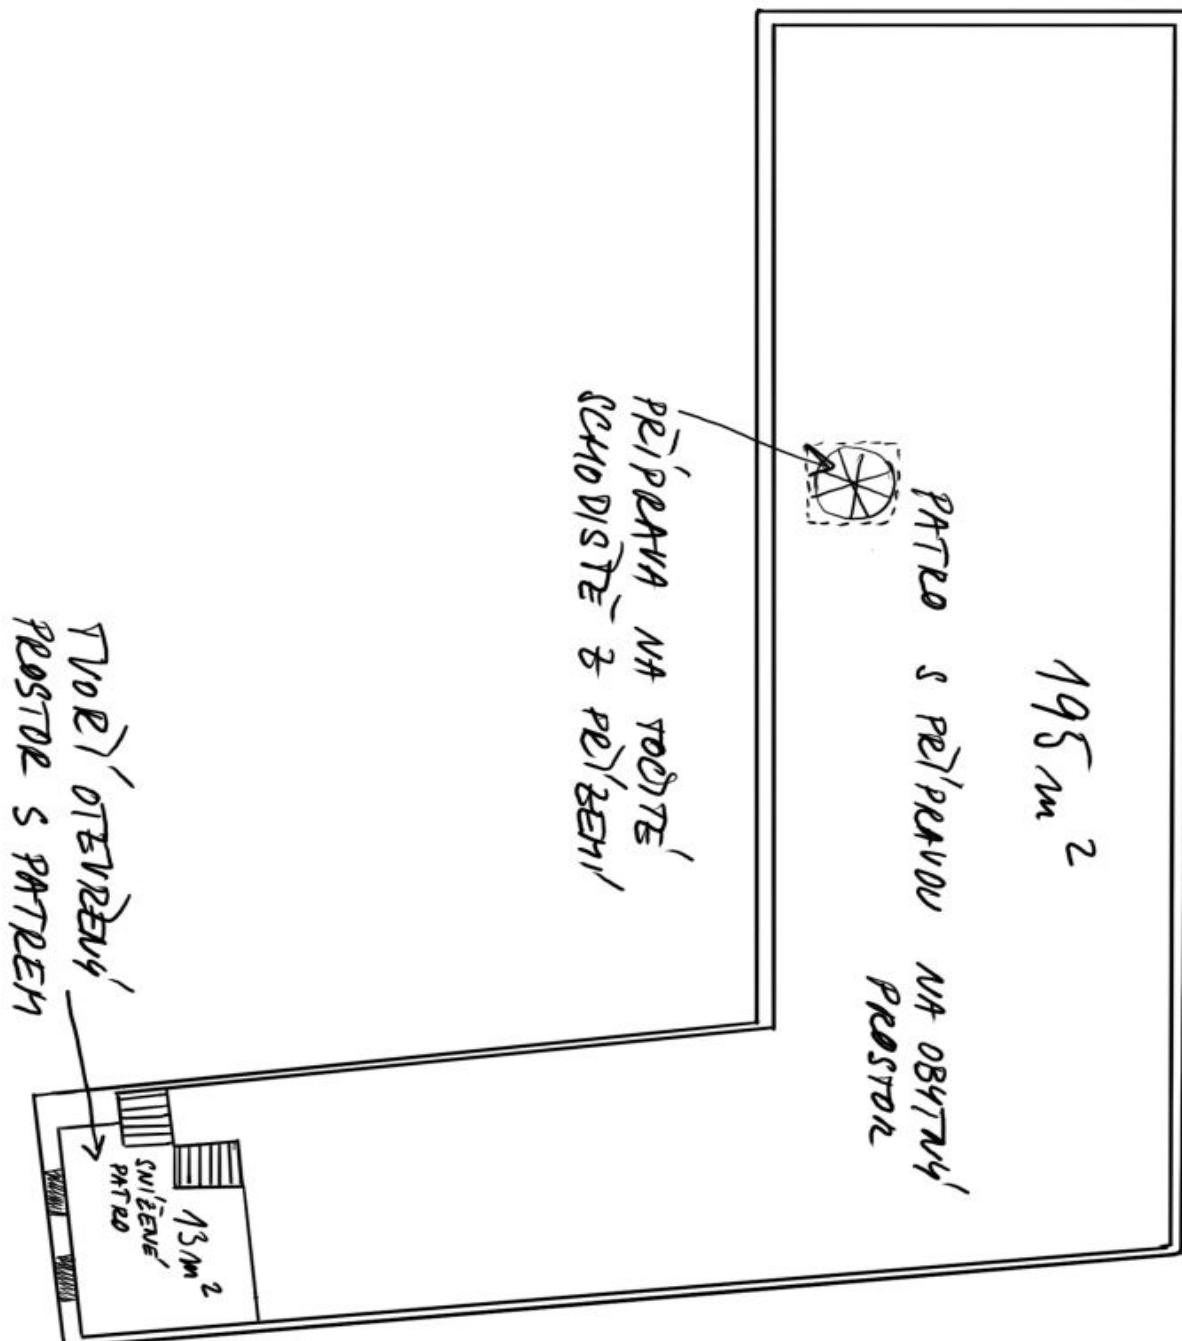 195 m²
PATRO S PŘÍPRAVOU NA OBYTNÝ
PROSTOR
PŘÍPRAVA NA TOČITÉ
SCHODIŠTĚ Z PŘÍZEMÍ
13 m²
SNÍŽENÉ
PATRO
TVOŘÍ OTEVŘENÝ
PROSTOR S PATREM